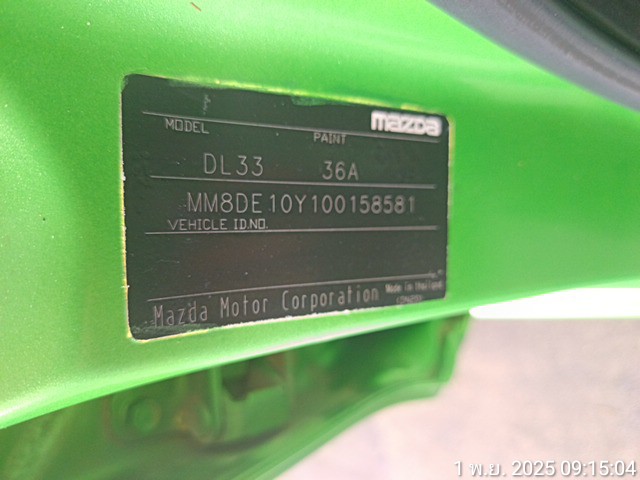 mazda
MODEL PAINT
DL33 36A
MM8DE10Y100158581
VEHICLE ID.NO.
Mazda Motor Corporation Made in Thailand
1 พ.ย. 2025 09:15:04